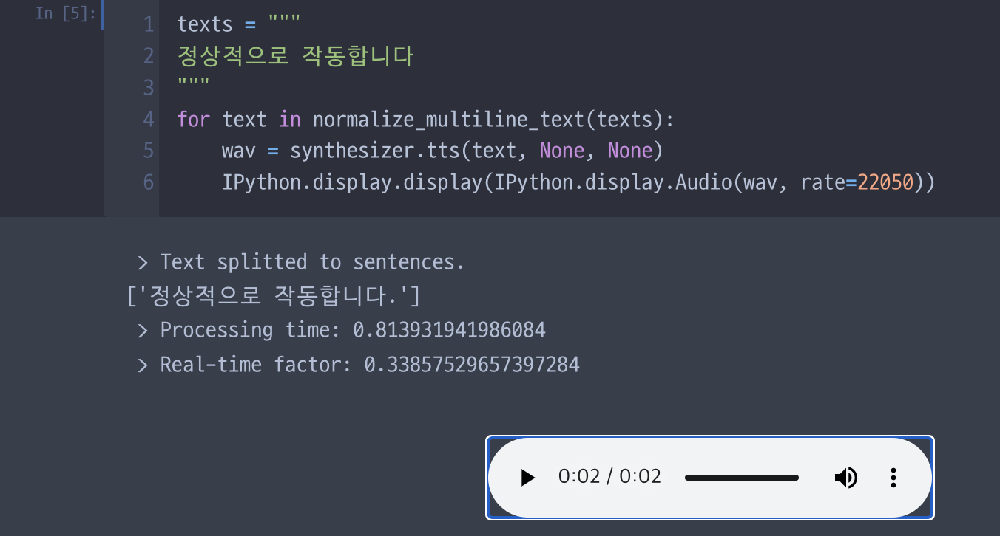 In [5]:
1 texts = """
2 정상적으로 작동합니다
3 """
4 for text in normalize_multiline_text(texts):
5     wav = synthesizer.tts(text, None, None)
6     IPython.display.display(IPython.display.Audio(wav, rate=22050))
 > Text splitted to sentences.
['정상적으로 작동합니다.']
 > Processing time: 0.813931941986084
 > Real-time factor: 0.33857529657397284
0:02 / 0:02